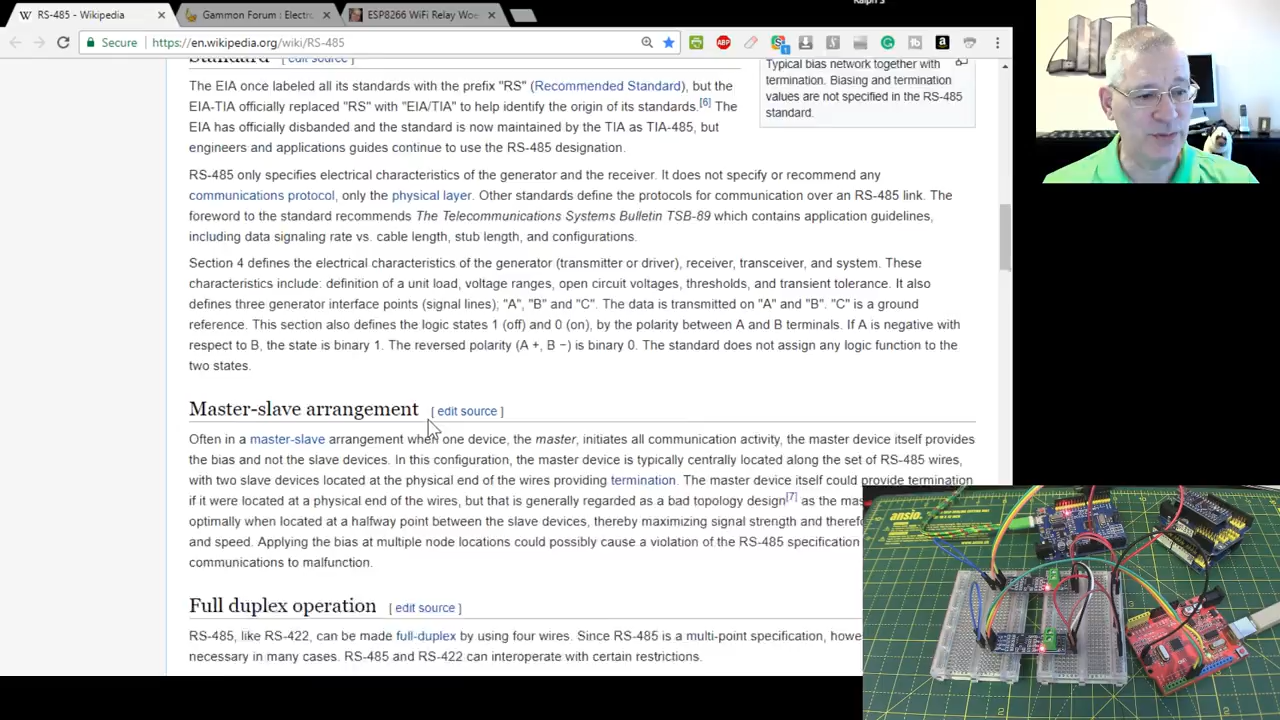 Ralph S
RS-485 - Wikipedia
Gammon Forum : Electro
ESP8266 WiFi Relay Wo
Secure
https://en.wikipedia.org/wiki/RS-485
ABP
1
Standard [ edit source ]
The EIA once labeled all its standards with the prefix "RS" (Recommended Standard), but the
EIA-TIA officially replaced "RS" with "EIA/TIA" to help identify the origin of its standards.[6] The
EIA has officially disbanded and the standard is now maintained by the TIA as TIA-485, but
engineers and applications guides continue to use the RS-485 designation.
Typical bias network together with
termination. Biasing and termination
values are not specified in the RS-485
standard.
RS-485 only specifies electrical characteristics of the generator and the receiver. It does not specify or recommend any
communications protocol, only the physical layer. Other standards define the protocols for communication over an RS-485 link. The
foreword to the standard recommends The Telecommunications Systems Bulletin TSB-89 which contains application guidelines,
including data signaling rate vs. cable length, stub length, and configurations.
Section 4 defines the electrical characteristics of the generator (transmitter or driver), receiver, transceiver, and system. These
characteristics include: definition of a unit load, voltage ranges, open circuit voltages, thresholds, and transient tolerance. It also
defines three generator interface points (signal lines); "A", "B" and "C". The data is transmitted on "A" and "B". "C" is a ground
reference. This section also defines the logic states 1 (off) and 0 (on), by the polarity between A and B terminals. If A is negative with
respect to B, the state is binary 1. The reversed polarity (A +, B −) is binary 0. The standard does not assign any logic function to the
two states.
Master-slave arrangement [ edit source ]
Often in a master-slave arrangement when one device, the master, initiates all communication activity, the master device itself provides
the bias and not the slave devices. In this configuration, the master device is typically centrally located along the set of RS-485 wires,
with two slave devices located at the physical end of the wires providing termination. The master device itself could provide termination
if it were located at a physical end of the wires, but that is generally regarded as a bad topology design[7] as the mas
optimally when located at a halfway point between the slave devices, thereby maximizing signal strength and therefo
and speed. Applying the bias at multiple node locations could possibly cause a violation of the RS-485 specification
communications to malfunction.
Full duplex operation [ edit source ]
RS-485, like RS-422, can be made full-duplex by using four wires. Since RS-485 is a multi-point specification, howe
necessary in many cases. RS-485 and RS-422 can interoperate with certain restrictions.
ansio.